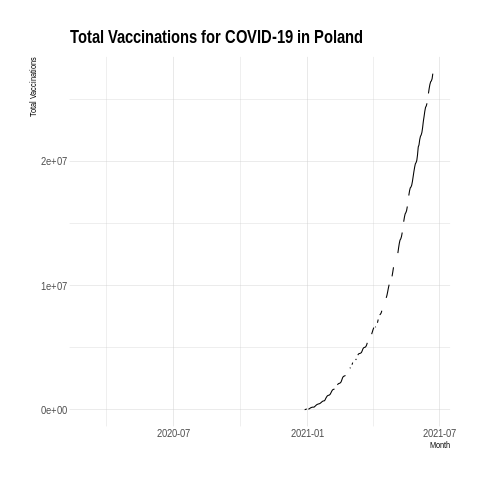 Total Vaccinations for COVID-19 in Poland
Total Vaccinations
2e+07
1e+07
0e+00
2020-07
2021-01
2021-07
Month